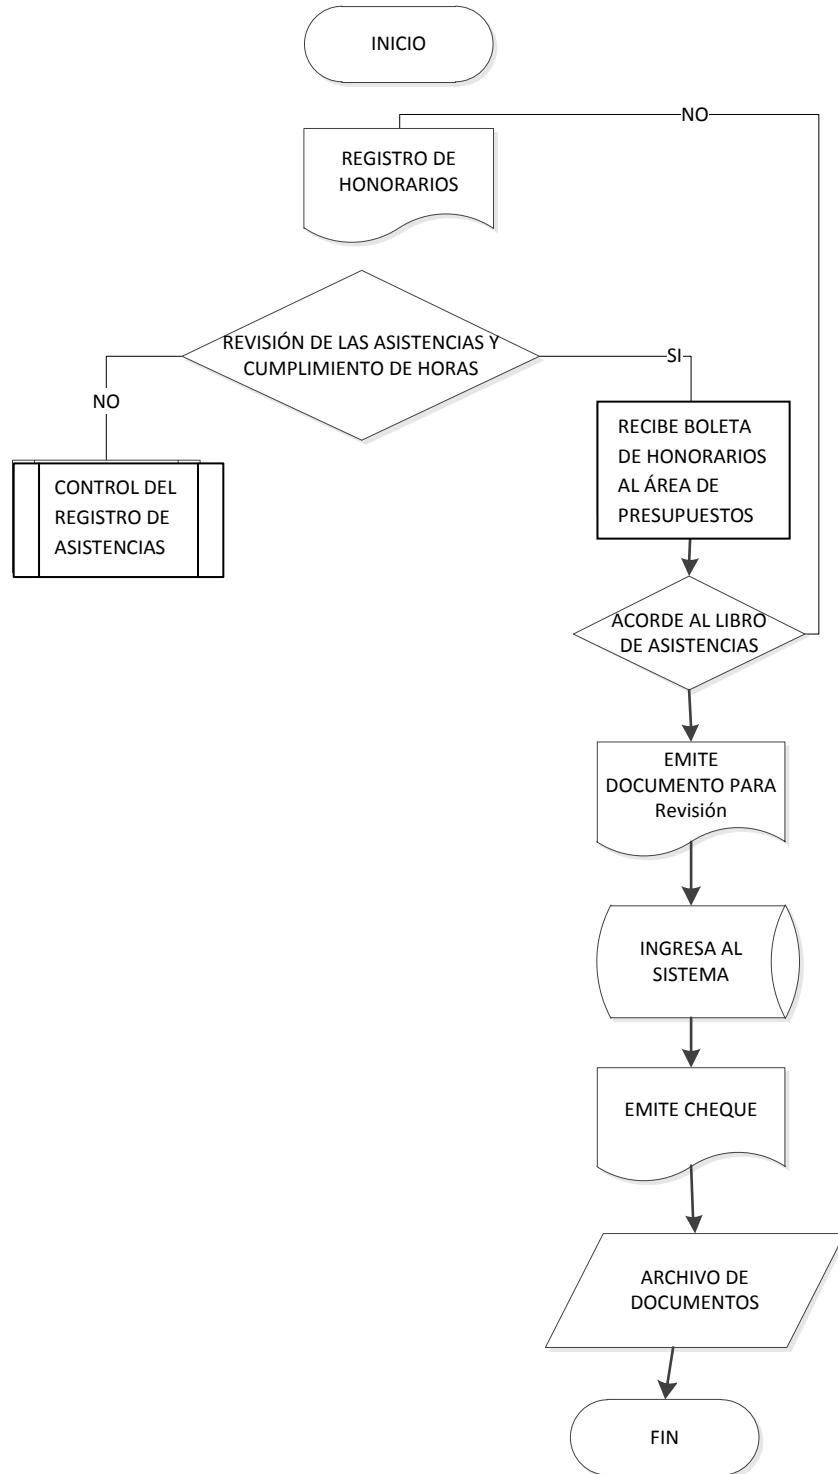 INICIO
NO
REGISTRO DE
HONORARIOS
REVISIÓN DE LAS ASISTENCIAS Y
CUMPLIMIENTO DE HORAS
SI
NO
RECIBE BOLETA
DE HONORARIOS
AL ÁREA DE
PRESUPUESTOS
CONTROL DEL
REGISTRO DE
ASISTENCIAS
ACORDE AL LIBRO
DE ASISTENCIAS
EMITE
DOCUMENTO PARA
Revisión
INGRESA AL
SISTEMA
EMITE CHEQUE
ARCHIVO DE
DOCUMENTOS
FIN